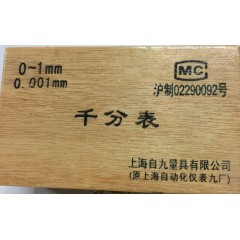 0~1mm
0.001mm
MC
沪制02290092号
千分表
上海自九量具有限公司
(原上海自动化仪表九厂)